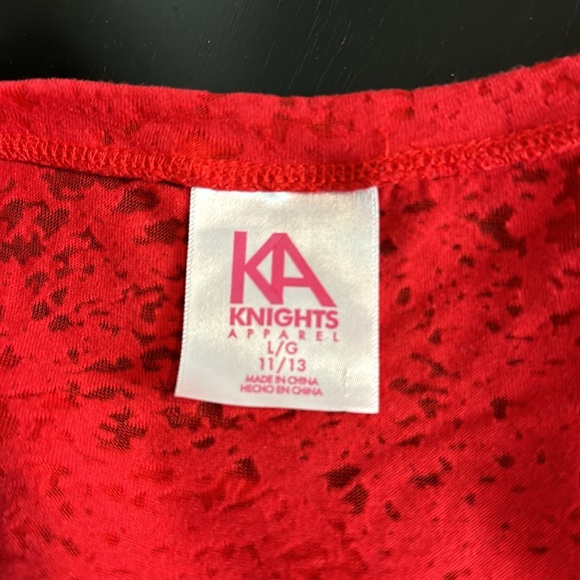 KA
KNIGHTS
APPAREL
L/G
11/13
MADE IN CHINA
HECHO EN CHINA